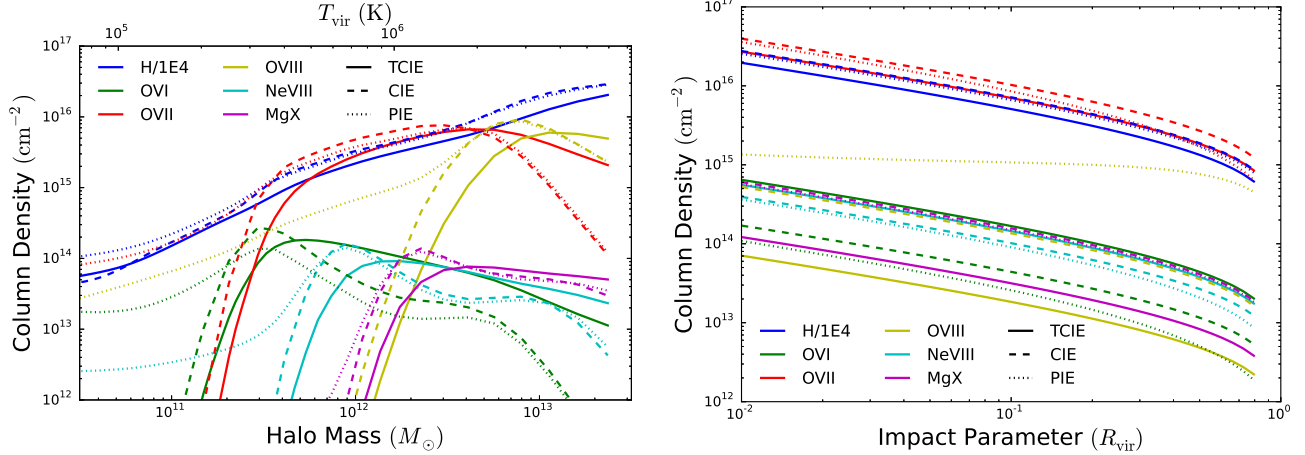 T_vir (K)
10^5 10^6
10^17
10^16
10^15
10^14
10^13
10^12
Column Density (cm^−2)
H/1E4 OVIII TCIE
OVI NeVIII CIE
OVII MgX PIE
10^11 10^12 10^13
Halo Mass (M_⊙)
10^17
10^16
10^15
10^14
10^13
10^12
Column Density (cm^−2)
H/1E4 OVIII TCIE
OVI NeVIII CIE
OVII MgX PIE
10^-2 10^-1 10^0
Impact Parameter (R_vir)